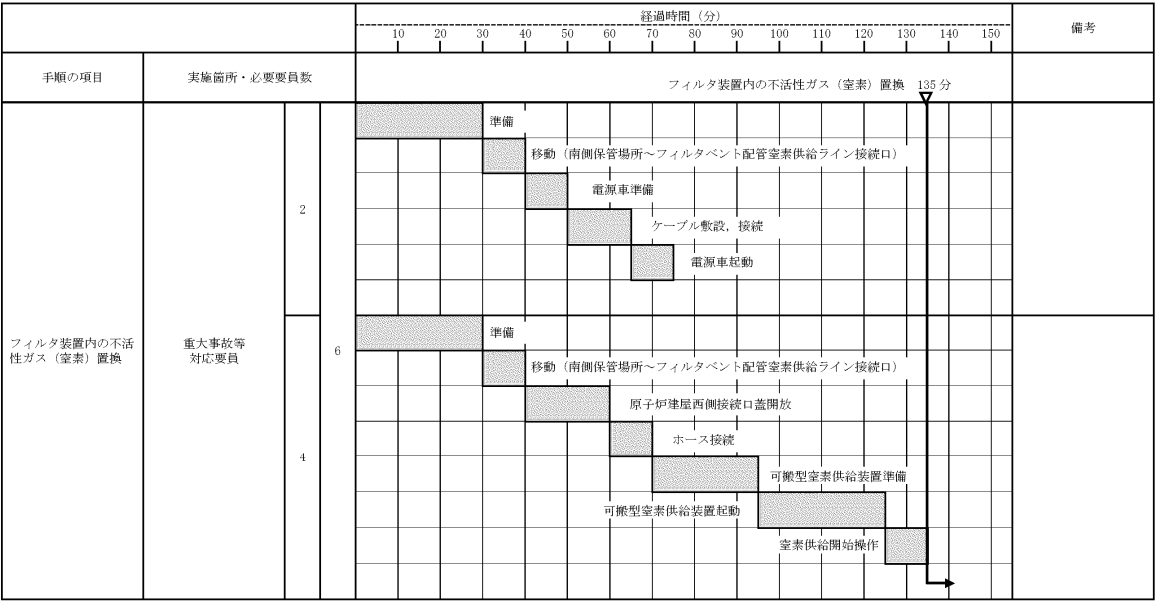 経過時間（分）
備考
10 20 30 40 50 60 70 80 90 100 110 120 130 140 150
手順の項目
実施箇所・必要要員数
フィルタ装置内の不活性ガス（窒素）置換 135分
準備
移動（南側保管場所～フィルタベント配管窒素供給ライン接続口）
電源車準備
2
ケーブル敷設，接続
電源車起動
フィルタ装置内の不活
性ガス（窒素）置換
重大事故等
対応要員
6
準備
移動（南側保管場所～フィルタベント配管窒素供給ライン接続口）
原子炉建屋西側接続口蓋開放
ホース接続
4
可搬型窒素供給装置準備
可搬型窒素供給装置起動
窒素供給開始操作